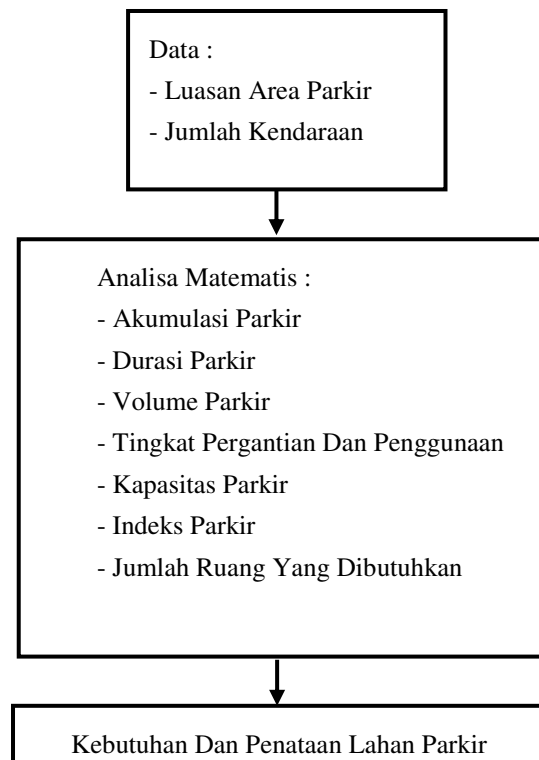 Data :
- Luasan Area Parkir
- Jumlah Kendaraan
Analisa Matematis :
- Akumulasi Parkir
- Durasi Parkir
- Volume Parkir
- Tingkat Pergantian Dan Penggunaan
- Kapasitas Parkir
- Indeks Parkir
- Jumlah Ruang Yang Dibutuhkan
Kebutuhan Dan Penataan Lahan Parkir